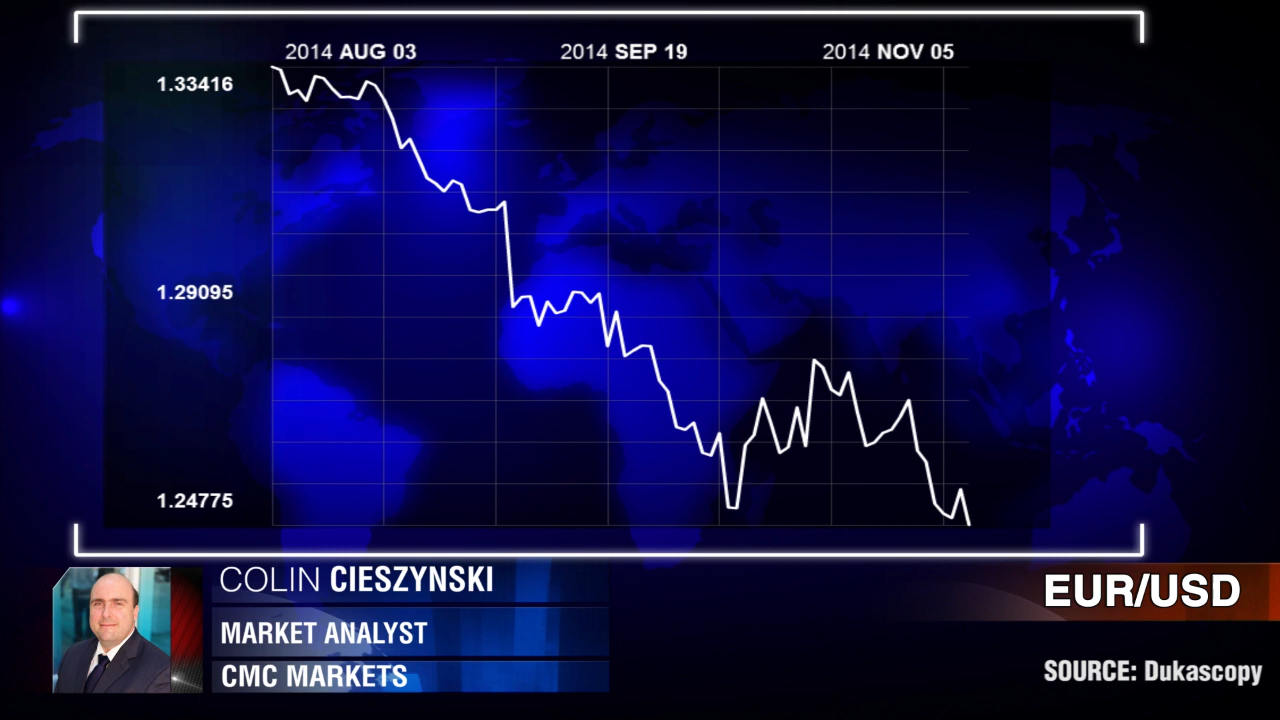 2014 AUG 03 2014 SEP 19 2014 NOV 05
1.33416
1.29095
1.24775
COLIN CIESZYNSKI
MARKET ANALYST
CMC MARKETS
EUR/USD
SOURCE: Dukascopy